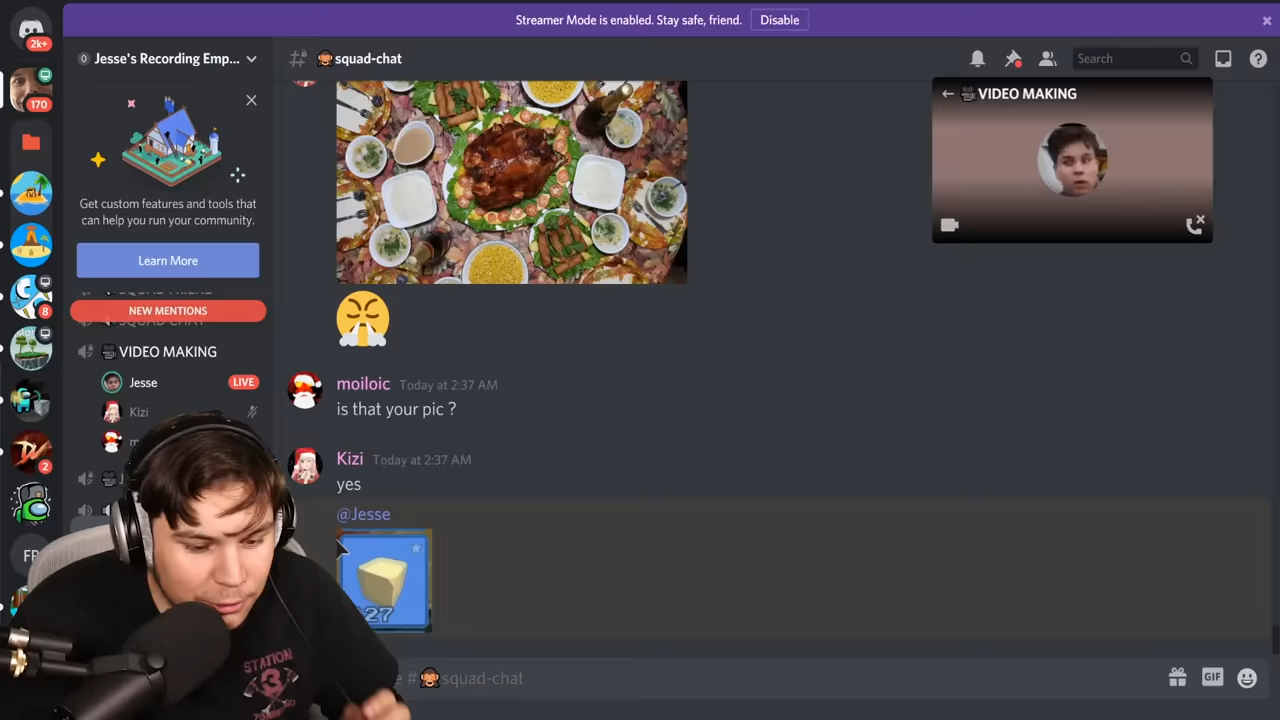 Streamer Mode is enabled. Stay safe, friend.
Disable
2k+
170
8
2
Jesse's Recording Emp...
squad-chat
Search
Get custom features and tools that
can help you run your community.
Learn More
NEW MENTIONS
SQUAD CHAT
VIDEO MAKING
Jesse
LIVE
Kizi
VIDEO MAKING
moiloic Today at 2:37 AM
is that your pic ?
Kizi Today at 2:37 AM
yes
@Jesse
27
# squad-chat
GIF
STATION
3